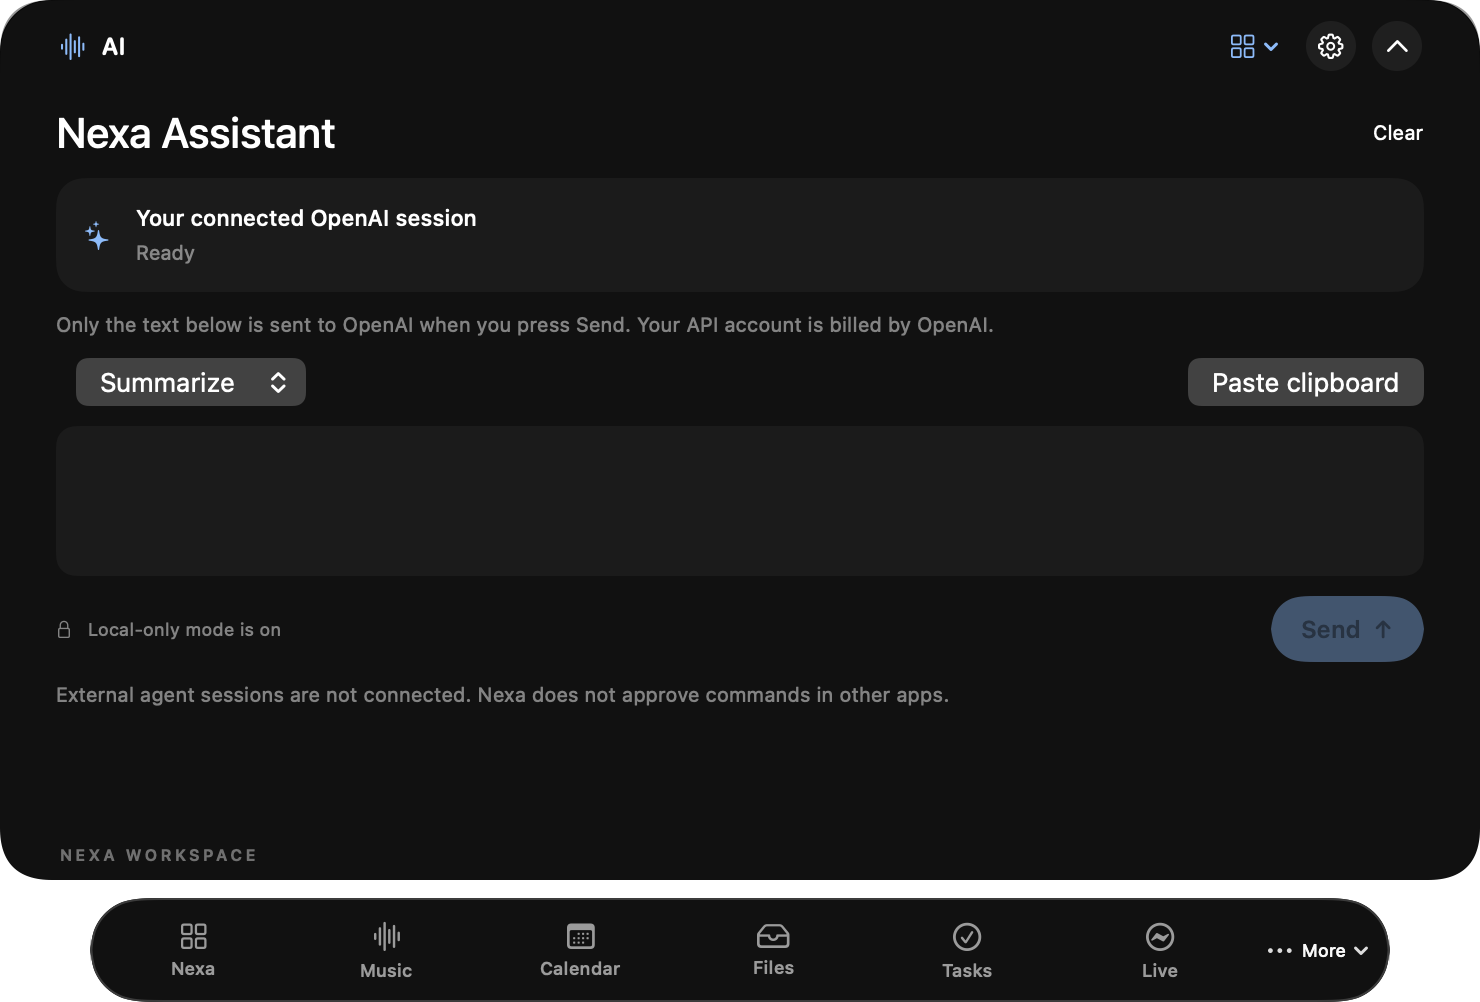 AI
Nexa Assistant
Clear
Your connected OpenAI session
Ready
Only the text below is sent to OpenAI when you press Send. Your API account is billed by OpenAI.
Summarize
Paste clipboard
Local-only mode is on
Send ↑
External agent sessions are not connected. Nexa does not approve commands in other apps.
NEXA WORKSPACE
Nexa
Music
Calendar
Files
Tasks
Live
More